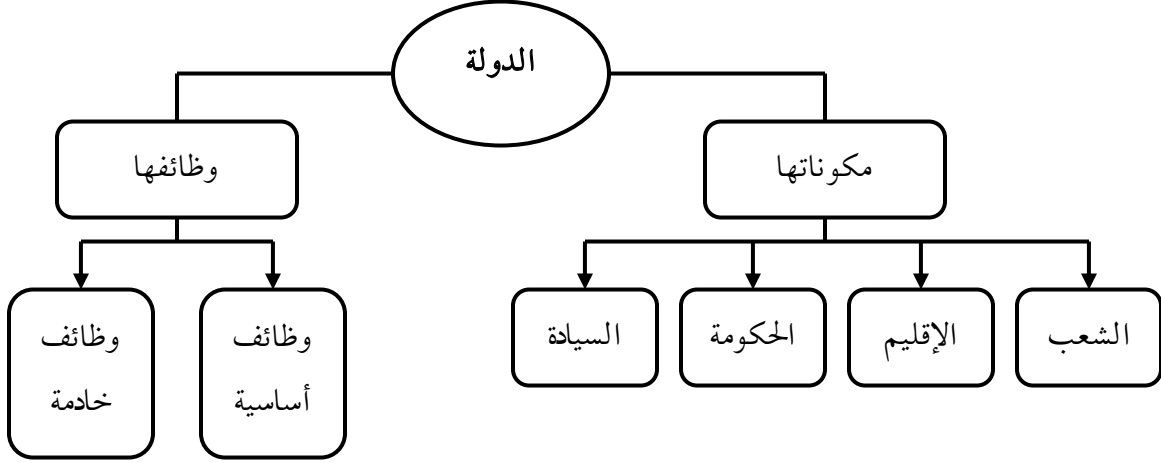 الدولة
مكوناتها
وظائفها
الشعب
الإقليم
الحكومة
السيادة
وظائف
أساسية
وظائف
خادمة